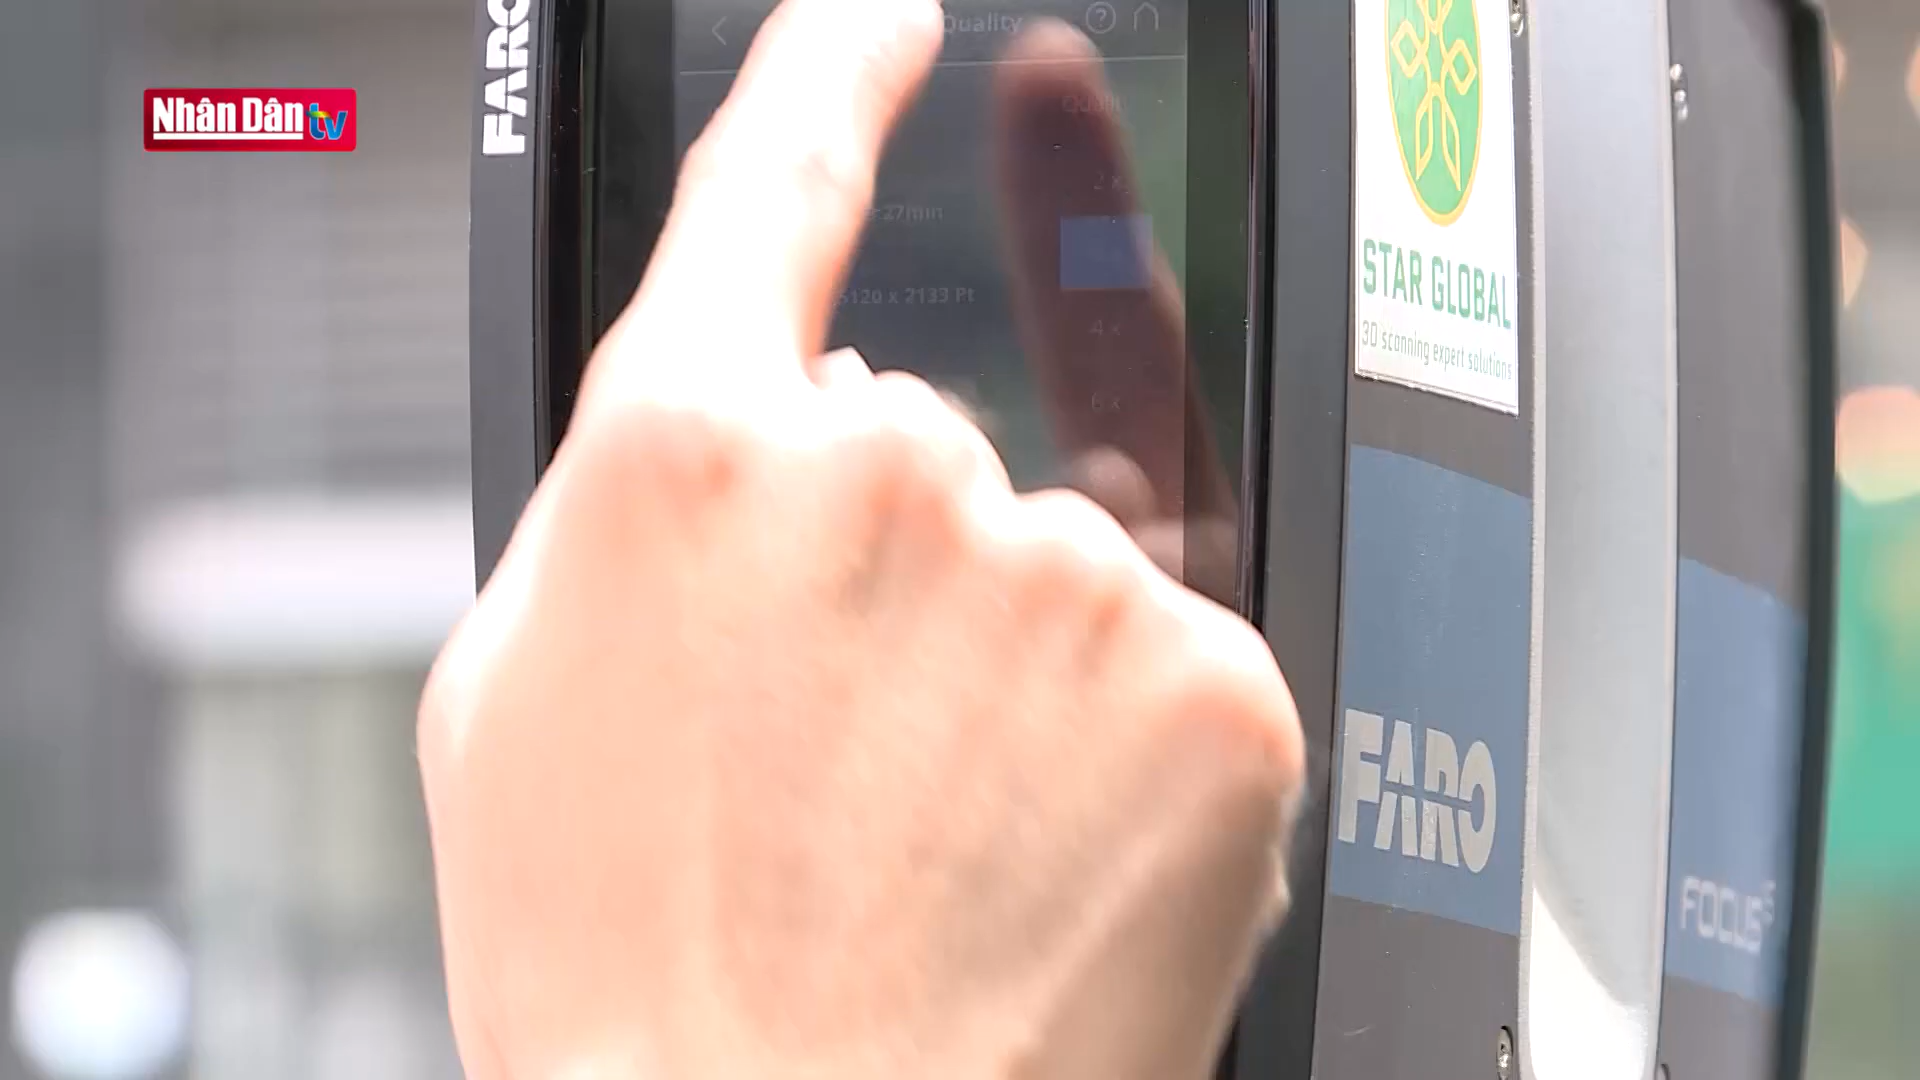 Nhân Dân tv
FARO
Quality
?
Quality
2 x
:27min
5120 x 2133 Pt
4 x
6 x
STAR GLOBAL
3D scanning expert solutions
FARO
FOCUS S